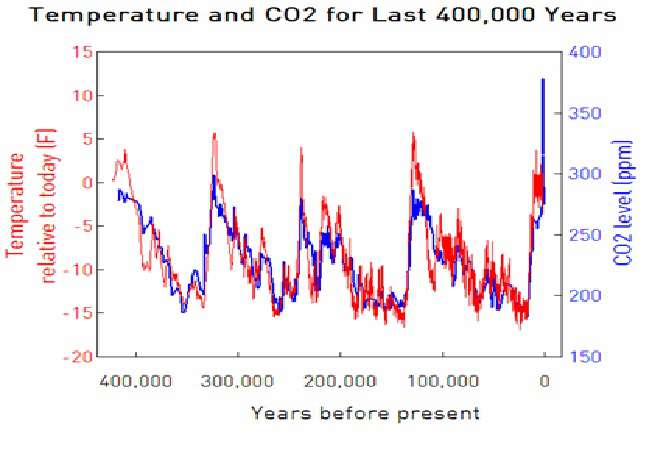 Temperature and CO2 for Last 400,000 Years
15
10
5
0
-5
-10
-15
-20
Temperature
relative to today (F)
400
350
300
250
200
150
CO2 level (ppm)
400,000 300,000 200,000 100,000 0
Years before present